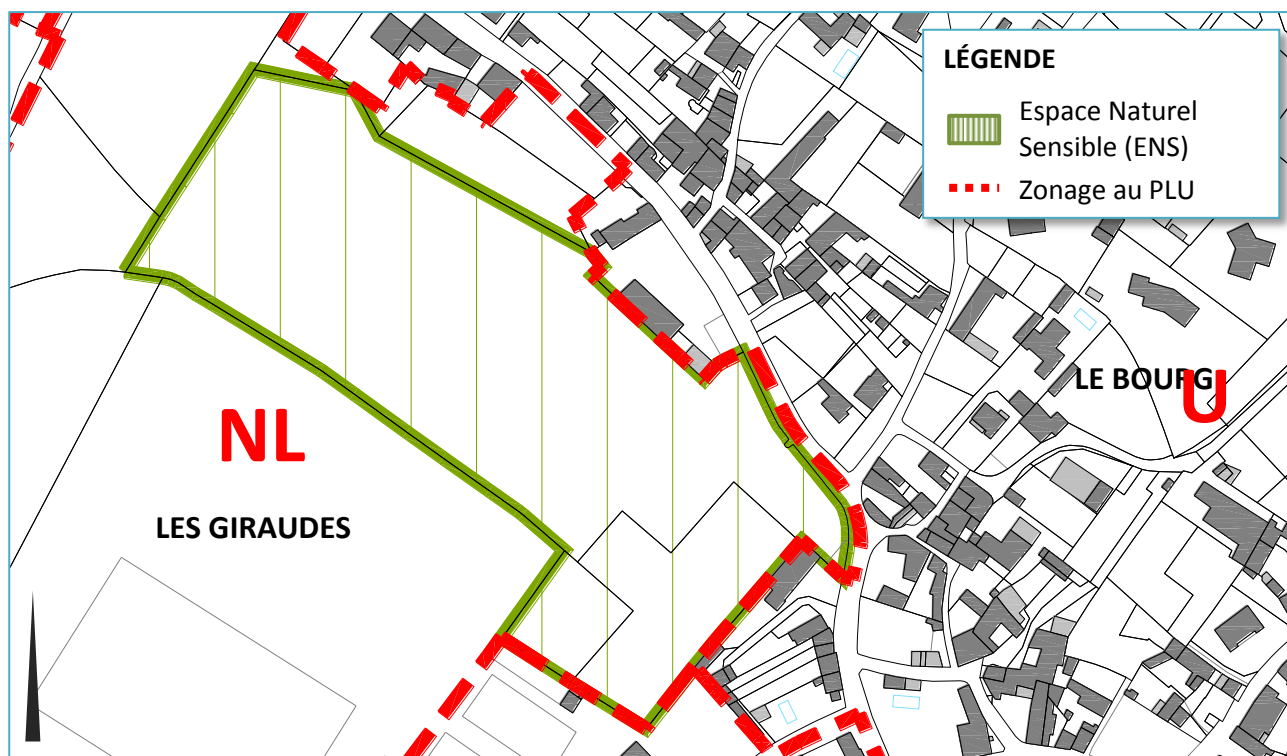 LÉGENDE
Espace Naturel
Sensible (ENS)
Zonage au PLU
LE BOURG
U
NL
LES GIRAUDES